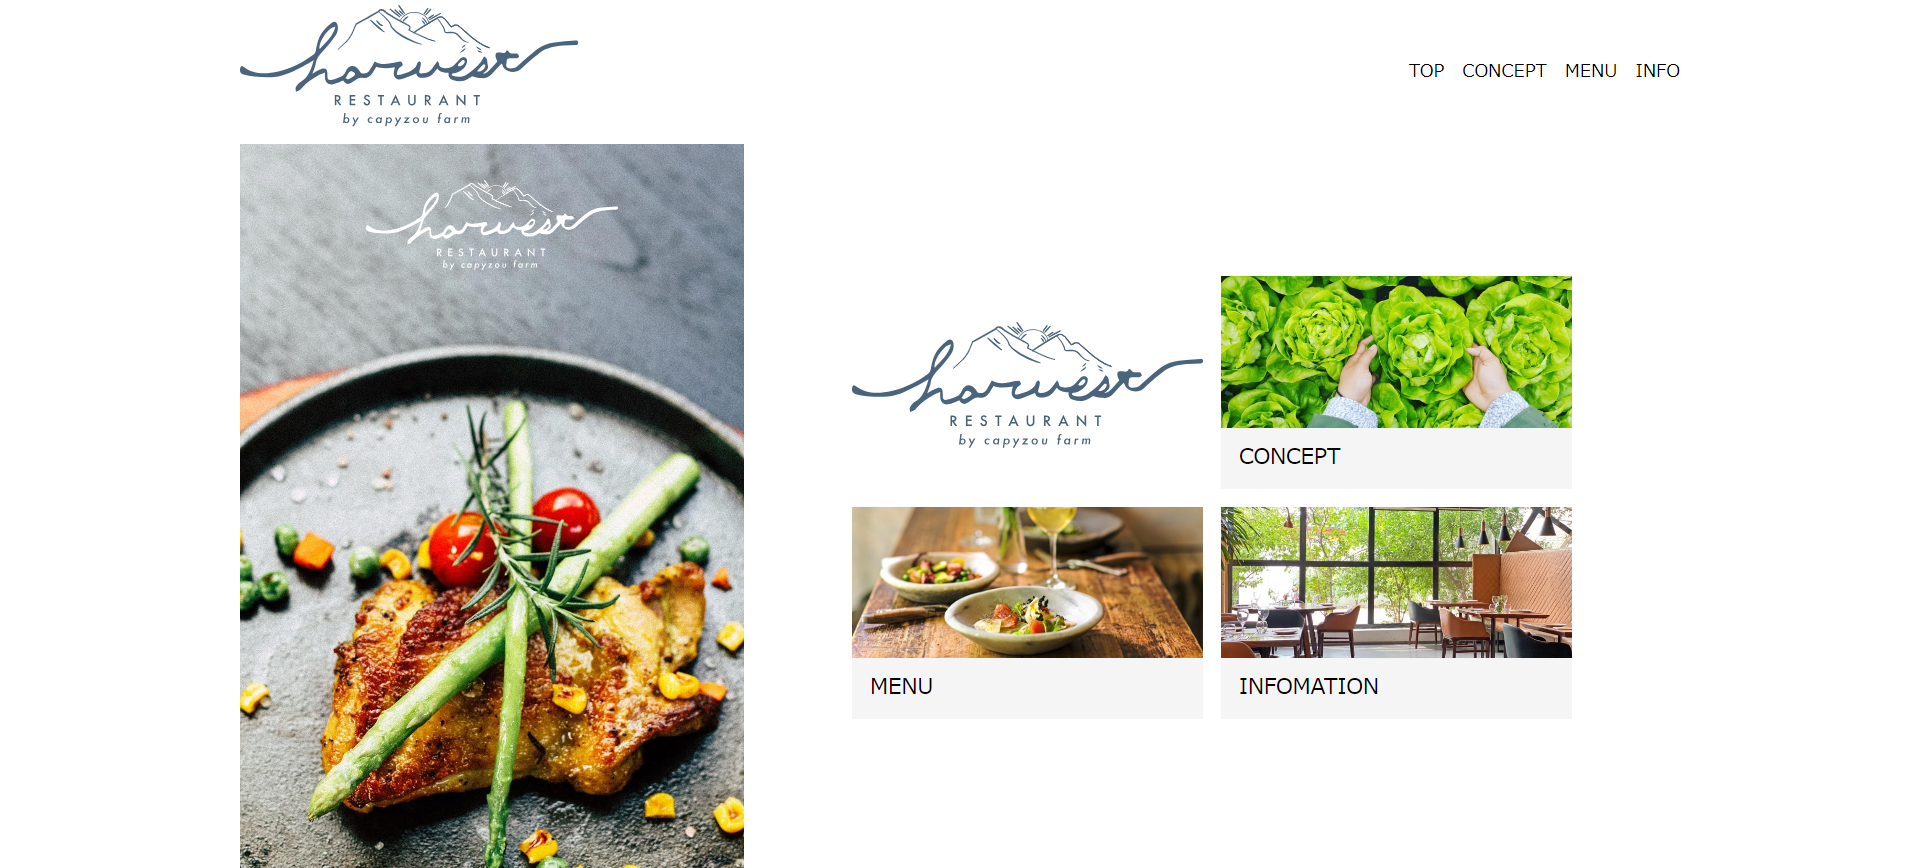 harvest
RESTAURANT
by capyzou farm
TOP CONCEPT MENU INFO
harvest
RESTAURANT
by capyzou farm
harvest
RESTAURANT
by capyzou farm
CONCEPT
MENU
INFOMATION